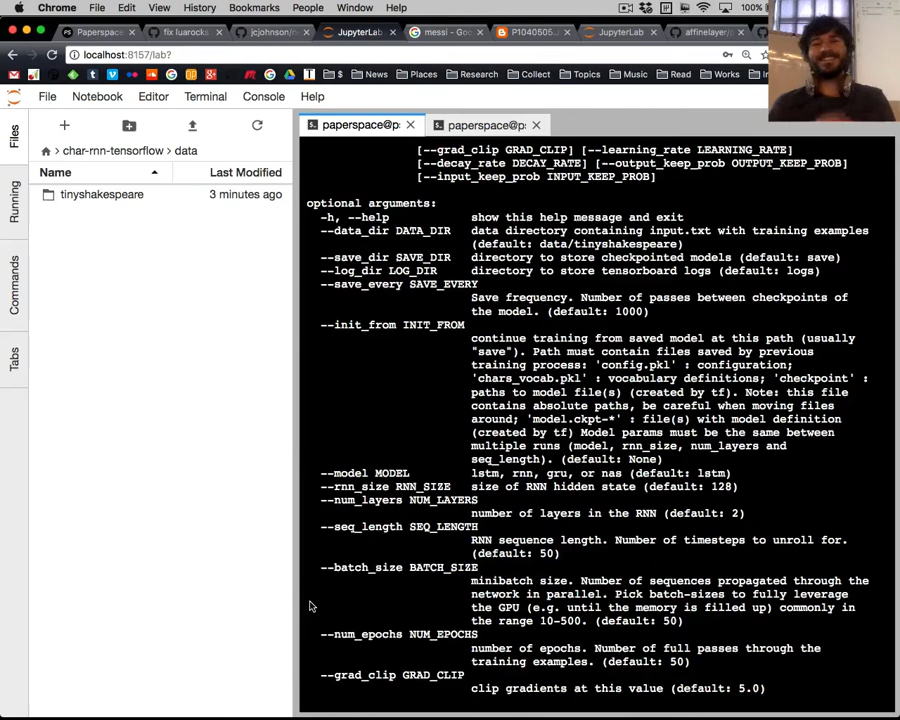 Chrome File Edit View History Bookmarks People Window Help 100%
Paperspace fix luarocks jcjohnson/n JupyterLab messi - Goo P1040505.J JupyterLab affinelayer/
localhost:8157/lab?
$ News Places Research Collect Topics Music Read Works
File Notebook Editor Terminal Console Help
Files
Running
Commands
Tabs
char-rnn-tensorflow > data
Name Last Modified
tinyshakespeare 3 minutes ago
paperspace@p: paperspace@p:
[--grad_clip GRAD_CLIP] [--learning_rate LEARNING_RATE]
[--decay_rate DECAY_RATE] [--output_keep_prob OUTPUT_KEEP_PROB]
[--input_keep_prob INPUT_KEEP_PROB]
optional arguments:
-h, --help show this help message and exit
--data_dir DATA_DIR data directory containing input.txt with training examples
(default: data/tinyshakespeare)
--save_dir SAVE_DIR directory to store checkpointed models (default: save)
--log_dir LOG_DIR directory to store tensorboard logs (default: logs)
--save_every SAVE_EVERY
Save frequency. Number of passes between checkpoints of
the model. (default: 1000)
--init_from INIT_FROM
continue training from saved model at this path (usually
"save"). Path must contain files saved by previous
training process: 'config.pkl' : configuration;
'chars_vocab.pkl' : vocabulary definitions; 'checkpoint' :
paths to model file(s) (created by tf). Note: this file
contains absolute paths, be careful when moving files
around; 'model.ckpt-*' : file(s) with model definition
(created by tf) Model params must be the same between
multiple runs (model, rnn_size, num_layers and
seq_length). (default: None)
--model MODEL lstm, rnn, gru, or nas (default: lstm)
--rnn_size RNN_SIZE size of RNN hidden state (default: 128)
--num_layers NUM_LAYERS
number of layers in the RNN (default: 2)
--seq_length SEQ_LENGTH
RNN sequence length. Number of timesteps to unroll for.
(default: 50)
--batch_size BATCH_SIZE
minibatch size. Number of sequences propagated through the
network in parallel. Pick batch-sizes to fully leverage
the GPU (e.g. until the memory is filled up) commonly in
the range 10-500. (default: 50)
--num_epochs NUM_EPOCHS
number of epochs. Number of full passes through the
training examples. (default: 50)
--grad_clip GRAD_CLIP
clip gradients at this value (default: 5.0)